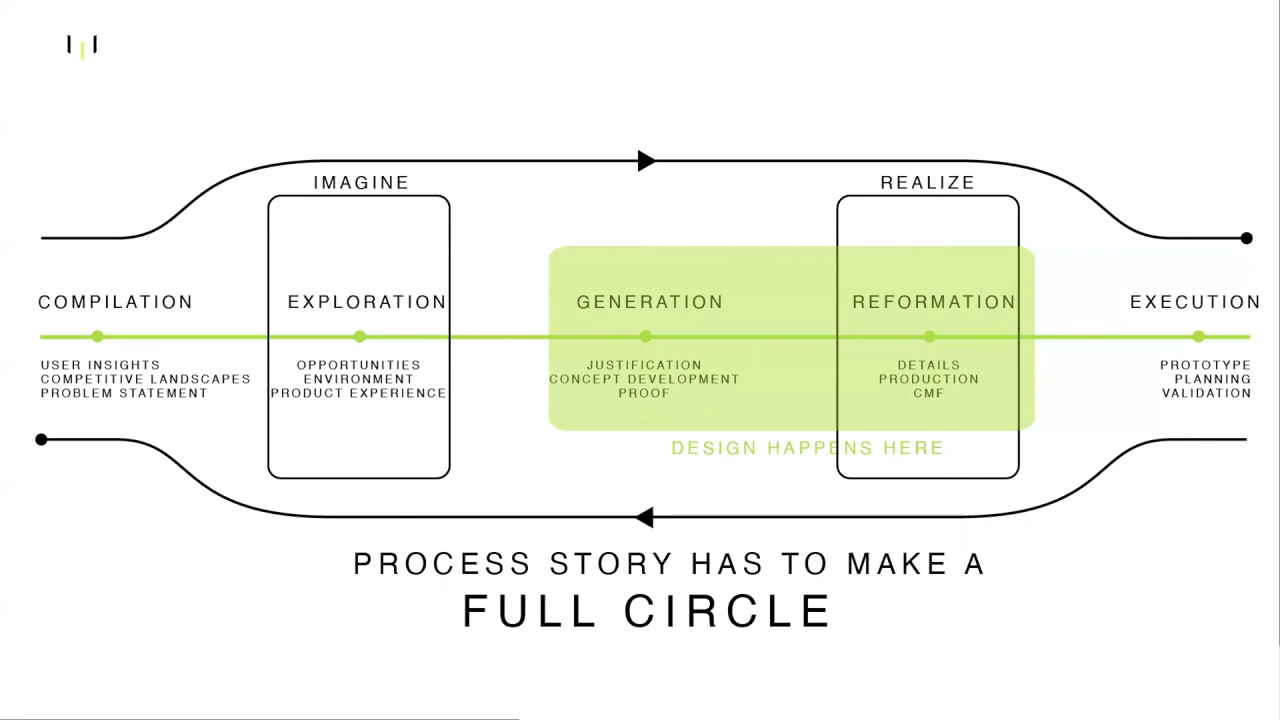 IMAGINE
REALIZE
COMPILATION
EXPLORATION
GENERATION
REFORMATION
EXECUTION
USER INSIGHTS
COMPETITIVE LANDSCAPES
PROBLEM STATEMENT
OPPORTUNITIES
ENVIRONMENT
PRODUCT EXPERIENCE
JUSTIFICATION
CONCEPT DEVELOPMENT
PROOF
DETAILS
PRODUCTION
CMF
PROTOTYPE
PLANNING
VALIDATION
DESIGN HAPPENS HERE
PROCESS STORY HAS TO MAKE A
FULL CIRCLE